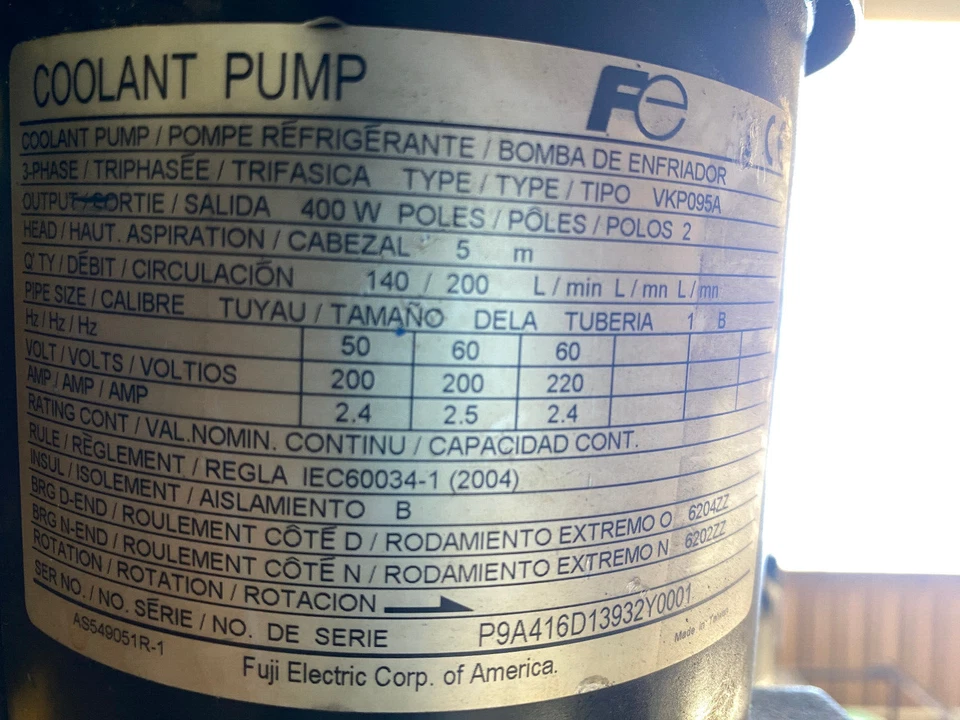 COOLANT PUMP Fe CE
COOLANT PUMP / POMPE RÉFRIGÉRANTE / BOMBA DE ENFRIADOR
3-PHASE / TRIPHASÉE / TRIFASICA TYPE / TYPE / TIPO VKP095A
OUTPUT / SORTIE / SALIDA 400 W POLES / PÔLES / POLOS 2
HEAD / HAUT. ASPIRATION / CABEZAL 5 m
Q'TY / DÉBIT / CIRCULACIÓN 140 / 200 L / min L / mn L / mn
PIPE SIZE / CALIBRE TUYAU / TAMAÑO DELA TUBERIA 1 B
Hz / Hz / Hz 50 60 60
VOLT / VOLTS / VOLTIOS 200 200 220
AMP / AMP / AMP 2.4 2.5 2.4
RATING CONT / VAL.NOMIN. CONTINU / CAPACIDAD CONT.
RULE / RÈGLEMENT / REGLA IEC60034-1 (2004)
INSUL / ISOLEMENT / AISLAMIENTO B
BRG D-END / ROULEMENT CÔTÉ D / RODAMIENTO EXTREMO O 6204ZZ
BRG N-END / ROULEMENT CÔTÉ N / RODAMIENTO EXTREMO N 6202ZZ
ROTATION / ROTATION / ROTACION
SER NO. / NO. SÉRIE / NO. DE SERIE P9A416D13932Y0001
AS549051R-1 Made in Taiwan
Fuji Electric Corp. of America.